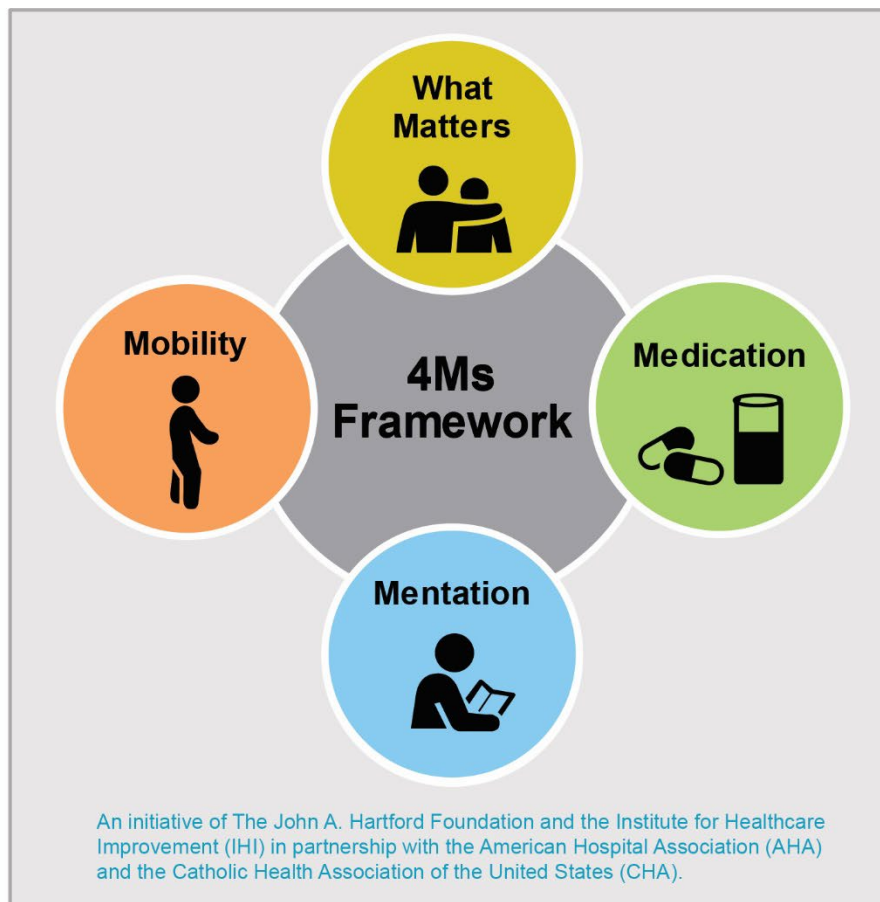 What
Matters
Mobility
4Ms
Framework
Medication
Mentation
An initiative of The John A. Hartford Foundation and the Institute for Healthcare
Improvement (IHI) in partnership with the American Hospital Association (AHA)
and the Catholic Health Association of the United States (CHA).